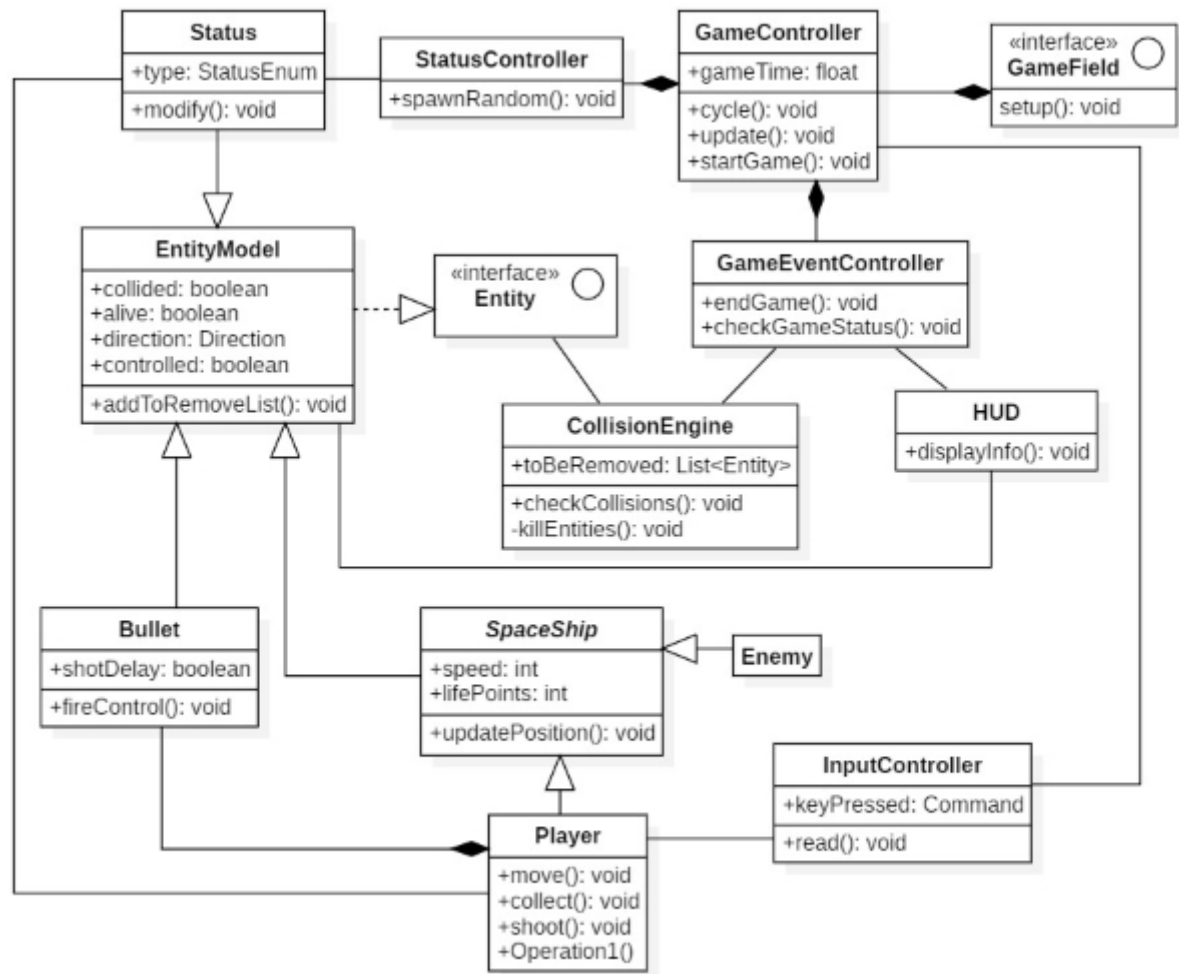 Status
+type: StatusEnum
+modify(): void
StatusController
+spawnRandom(): void
GameController
+gameTime: float
+cycle(): void
+update(): void
+startGame(): void
«interface»
GameField
setup(): void
EntityModel
+collided: boolean
+alive: boolean
+direction: Direction
+controlled: boolean
+addToRemoveList(): void
«interface»
Entity
GameEventController
+endGame(): void
+checkGameStatus(): void
CollisionEngine
+toBeRemoved: List<Entity>
+checkCollisions(): void
-killEntities(): void
HUD
+displayInfo(): void
Bullet
+shotDelay: boolean
+fireControl(): void
SpaceShip
+speed: int
+lifePoints: int
+updatePosition(): void
Enemy
InputController
+keyPressed: Command
+read(): void
Player
+move(): void
+collect(): void
+shoot(): void
+Operation1()